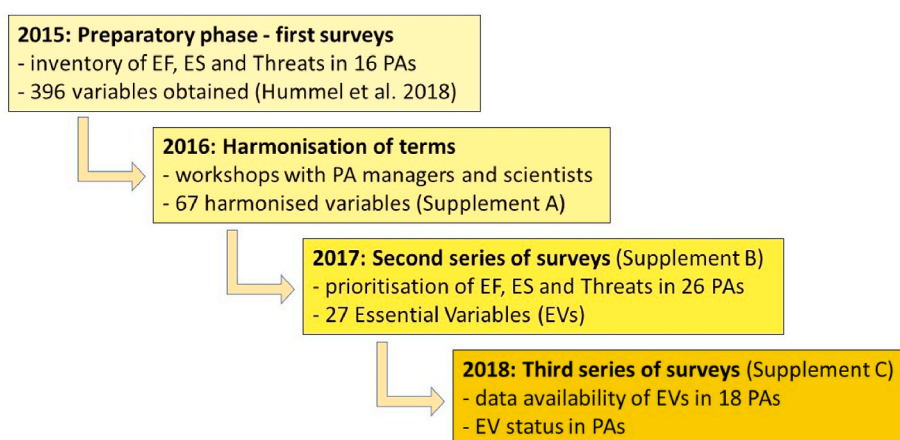 2015: Preparatory phase - first surveys
- inventory of EF, ES and Threats in 16 PAs
- 396 variables obtained (Hummel et al. 2018)
2016: Harmonisation of terms
- workshops with PA managers and scientists
- 67 harmonised variables (Supplement A)
2017: Second series of surveys (Supplement B)
- prioritisation of EF, ES and Threats in 26 PAs
- 27 Essential Variables (EVs)
2018: Third series of surveys (Supplement C)
- data availability of EVs in 18 PAs
- EV status in PAs